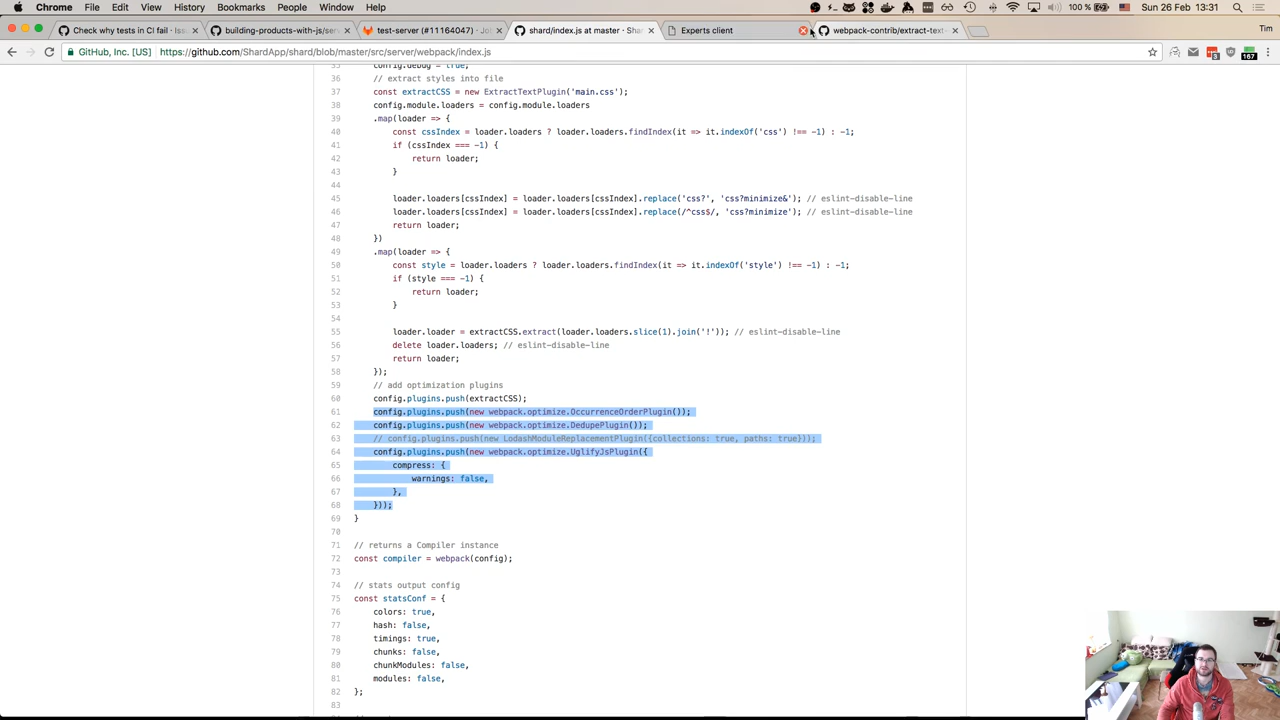 Chrome File Edit View History Bookmarks People Window Help
Sun 26 Feb 13:31
Check why tests in CI fail · Iss
building-products-with-js/serv
test-server (#11164047) · Job
shard/index.js at master · Sha
Experts client
webpack-contrib/extract-text-
Tim
GitHub, Inc. [US] https://github.com/ShardApp/shard/blob/master/src/server/webpack/index.js
3
167
35 config.debug = true;
36 // extract styles into file
37 const extractCSS = new ExtractTextPlugin('main.css');
38 config.module.loaders = config.module.loaders
39 .map(loader => {
40 const cssIndex = loader.loaders ? loader.loaders.findIndex(it => it.indexOf('css') !== -1) : -1;
41 if (cssIndex === -1) {
42 return loader;
43 }
44
45 loader.loaders[cssIndex] = loader.loaders[cssIndex].replace('css?', 'css?minimize&'); // eslint-disable-line
46 loader.loaders[cssIndex] = loader.loaders[cssIndex].replace(/^css$/, 'css?minimize'); // eslint-disable-line
47 return loader;
48 })
49 .map(loader => {
50 const style = loader.loaders ? loader.loaders.findIndex(it => it.indexOf('style') !== -1) : -1;
51 if (style === -1) {
52 return loader;
53 }
54
55 loader.loader = extractCSS.extract(loader.loaders.slice(1).join('!')); // eslint-disable-line
56 delete loader.loaders; // eslint-disable-line
57 return loader;
58 });
59 // add optimization plugins
60 config.plugins.push(extractCSS);
61 config.plugins.push(new webpack.optimize.OccurrenceOrderPlugin());
62 config.plugins.push(new webpack.optimize.DedupePlugin());
63 // config.plugins.push(new LodashModuleReplacementPlugin({collections: true, paths: true}));
64 config.plugins.push(new webpack.optimize.UglifyJsPlugin({
65 compress: {
66 warnings: false,
67 },
68 }));
69 }
70
71 // returns a Compiler instance
72 const compiler = webpack(config);
73
74 // stats output config
75 const statsConf = {
76 colors: true,
77 hash: false,
78 timings: true,
79 chunks: false,
80 chunkModules: false,
81 modules: false,
82 };
83